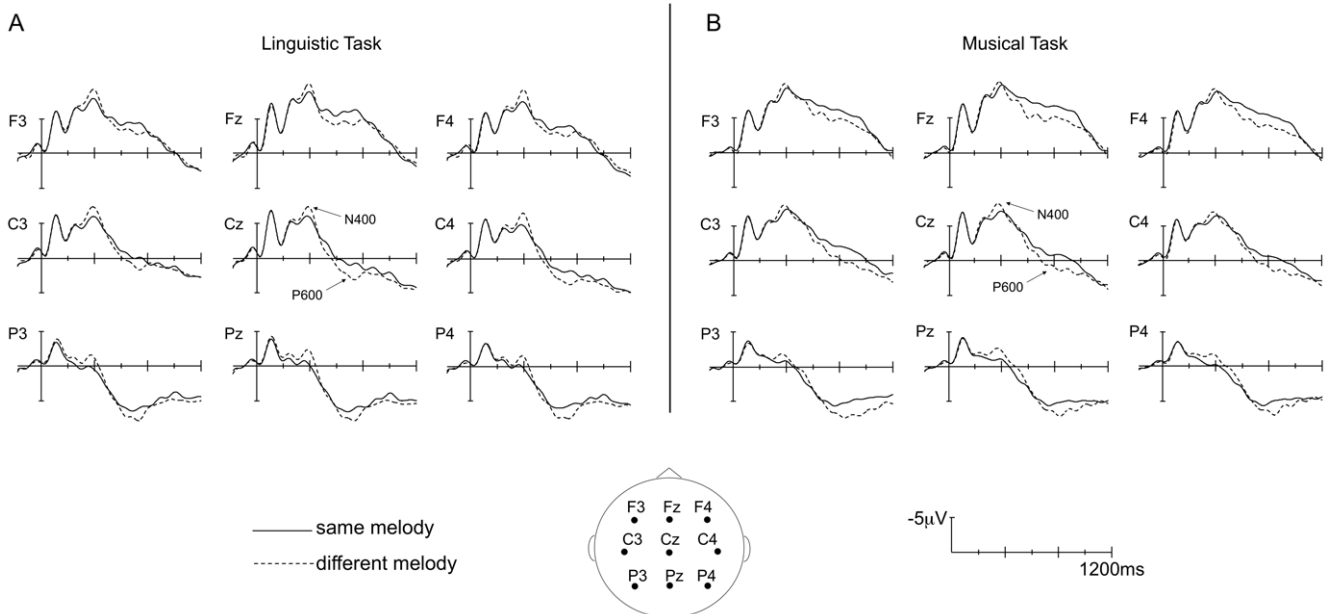 A
Linguistic Task
F3
Fz
F4
C3
Cz
C4
N400
P600
P3
Pz
P4
B
Musical Task
F3
Fz
F4
C3
Cz
C4
N400
P600
P3
Pz
P4
same melody
different melody
F3 Fz F4
C3 Cz C4
P3 Pz P4
-5µV
1200ms